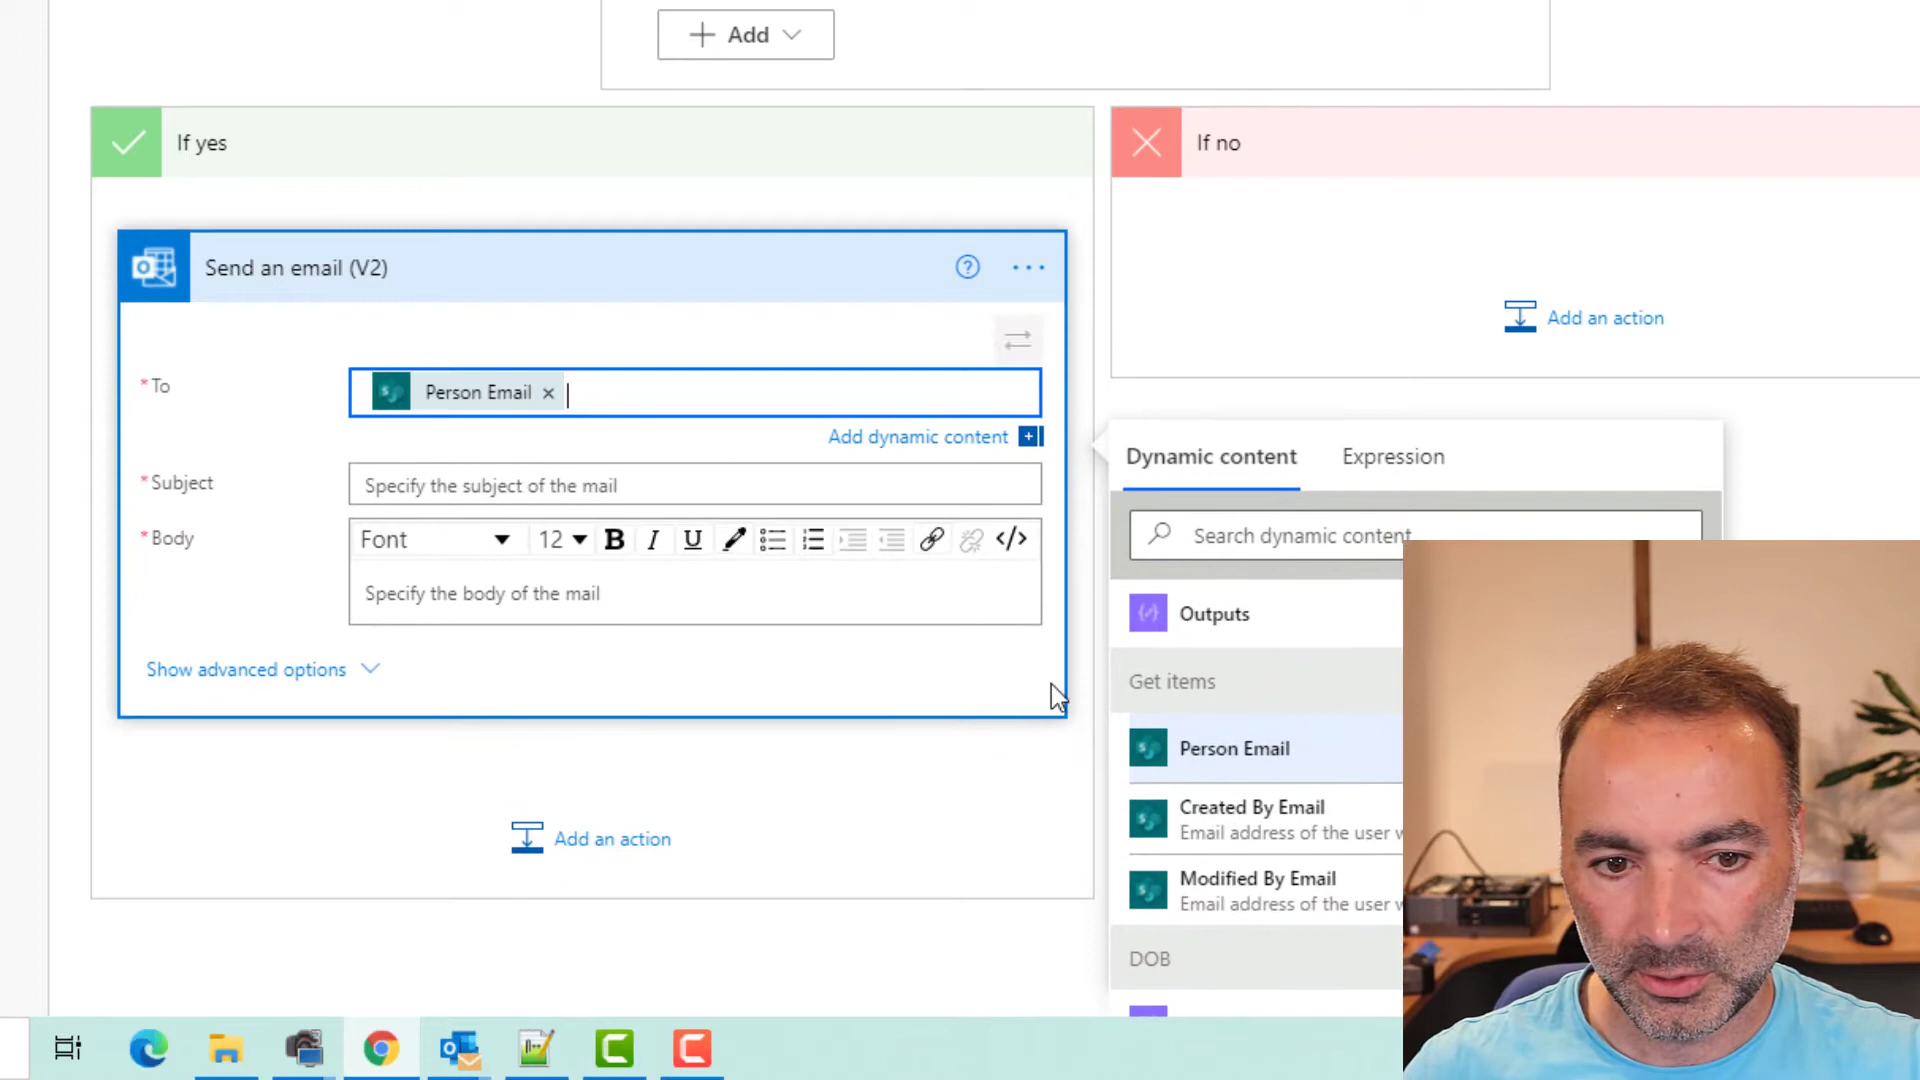 Add
If yes
If no
Send an email (V2)
Add an action
* To
Person Email ×
Add dynamic content
* Subject
Specify the subject of the mail
Dynamic content
Expression
Search dynamic content
* Body
Font
12
B
I
U
</>
Specify the body of the mail
Outputs
Get items
Show advanced options
Person Email
Created By Email
Email address of the user
Add an action
Modified By Email
Email address of the user
DOB